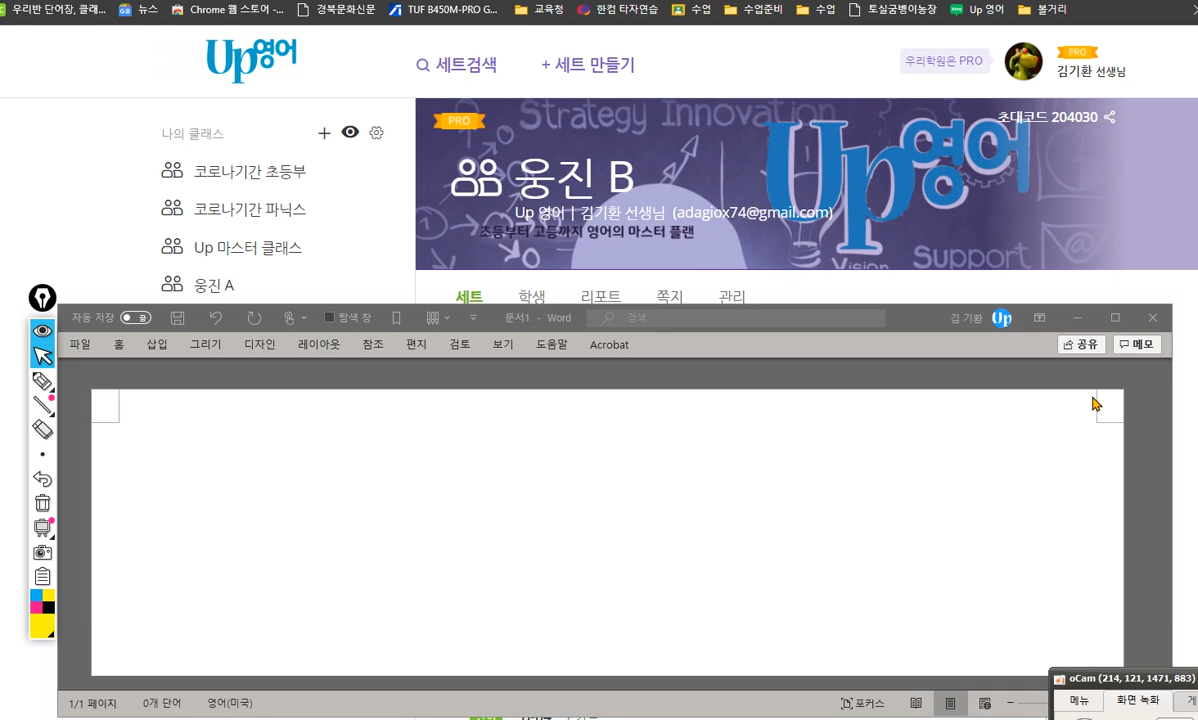 우리반 단어장, 클래... 뉴스 Chrome 웹 스토어 -... 경북문화신문 TUF B450M-PRO G... 교육청 한컴 타자연습 수업 수업준비 수업 토실굼벵이농장 Up 영어 볼거리
Up영어
세트검색
+ 세트 만들기
우리학원은 PRO
PRO
김기환 선생님
나의 클래스
코로나기간 초등부
코로나기간 파닉스
Up 마스터 클래스
웅진 A
PRO
Strategy Innovation
초대코드 204030
웅진 B
Up영어
Up 영어 | 김기환 선생님 (adagiox74@gmail.com)
초등부터 고등까지 영어의 마스터 플랜
Vision
Support
세트 학생 리포트 쪽지 관리
자동 저장 끔 탐색 창 문서1 - Word 검색 김 기환 Up
파일 홈 삽입 그리기 디자인 레이아웃 참조 편지 검토 보기 도움말 Acrobat 공유 메모
oCam (214, 121, 1471, 883)
메뉴 화면 녹화
1/1 페이지 0개 단어 영어(미국) 포커스